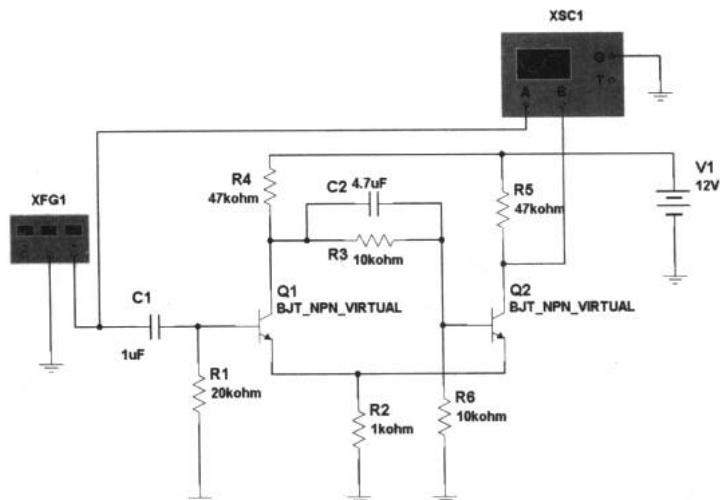 XSC1
G
T
A
B
V1
12V
R4
47kohm
C2
4.7uF
R5
47kohm
XFG1
R3
10kohm
C1
1uF
Q1
BJT_NPN_VIRTUAL
Q2
BJT_NPN_VIRTUAL
R1
20kohm
R2
1kohm
R6
10kohm